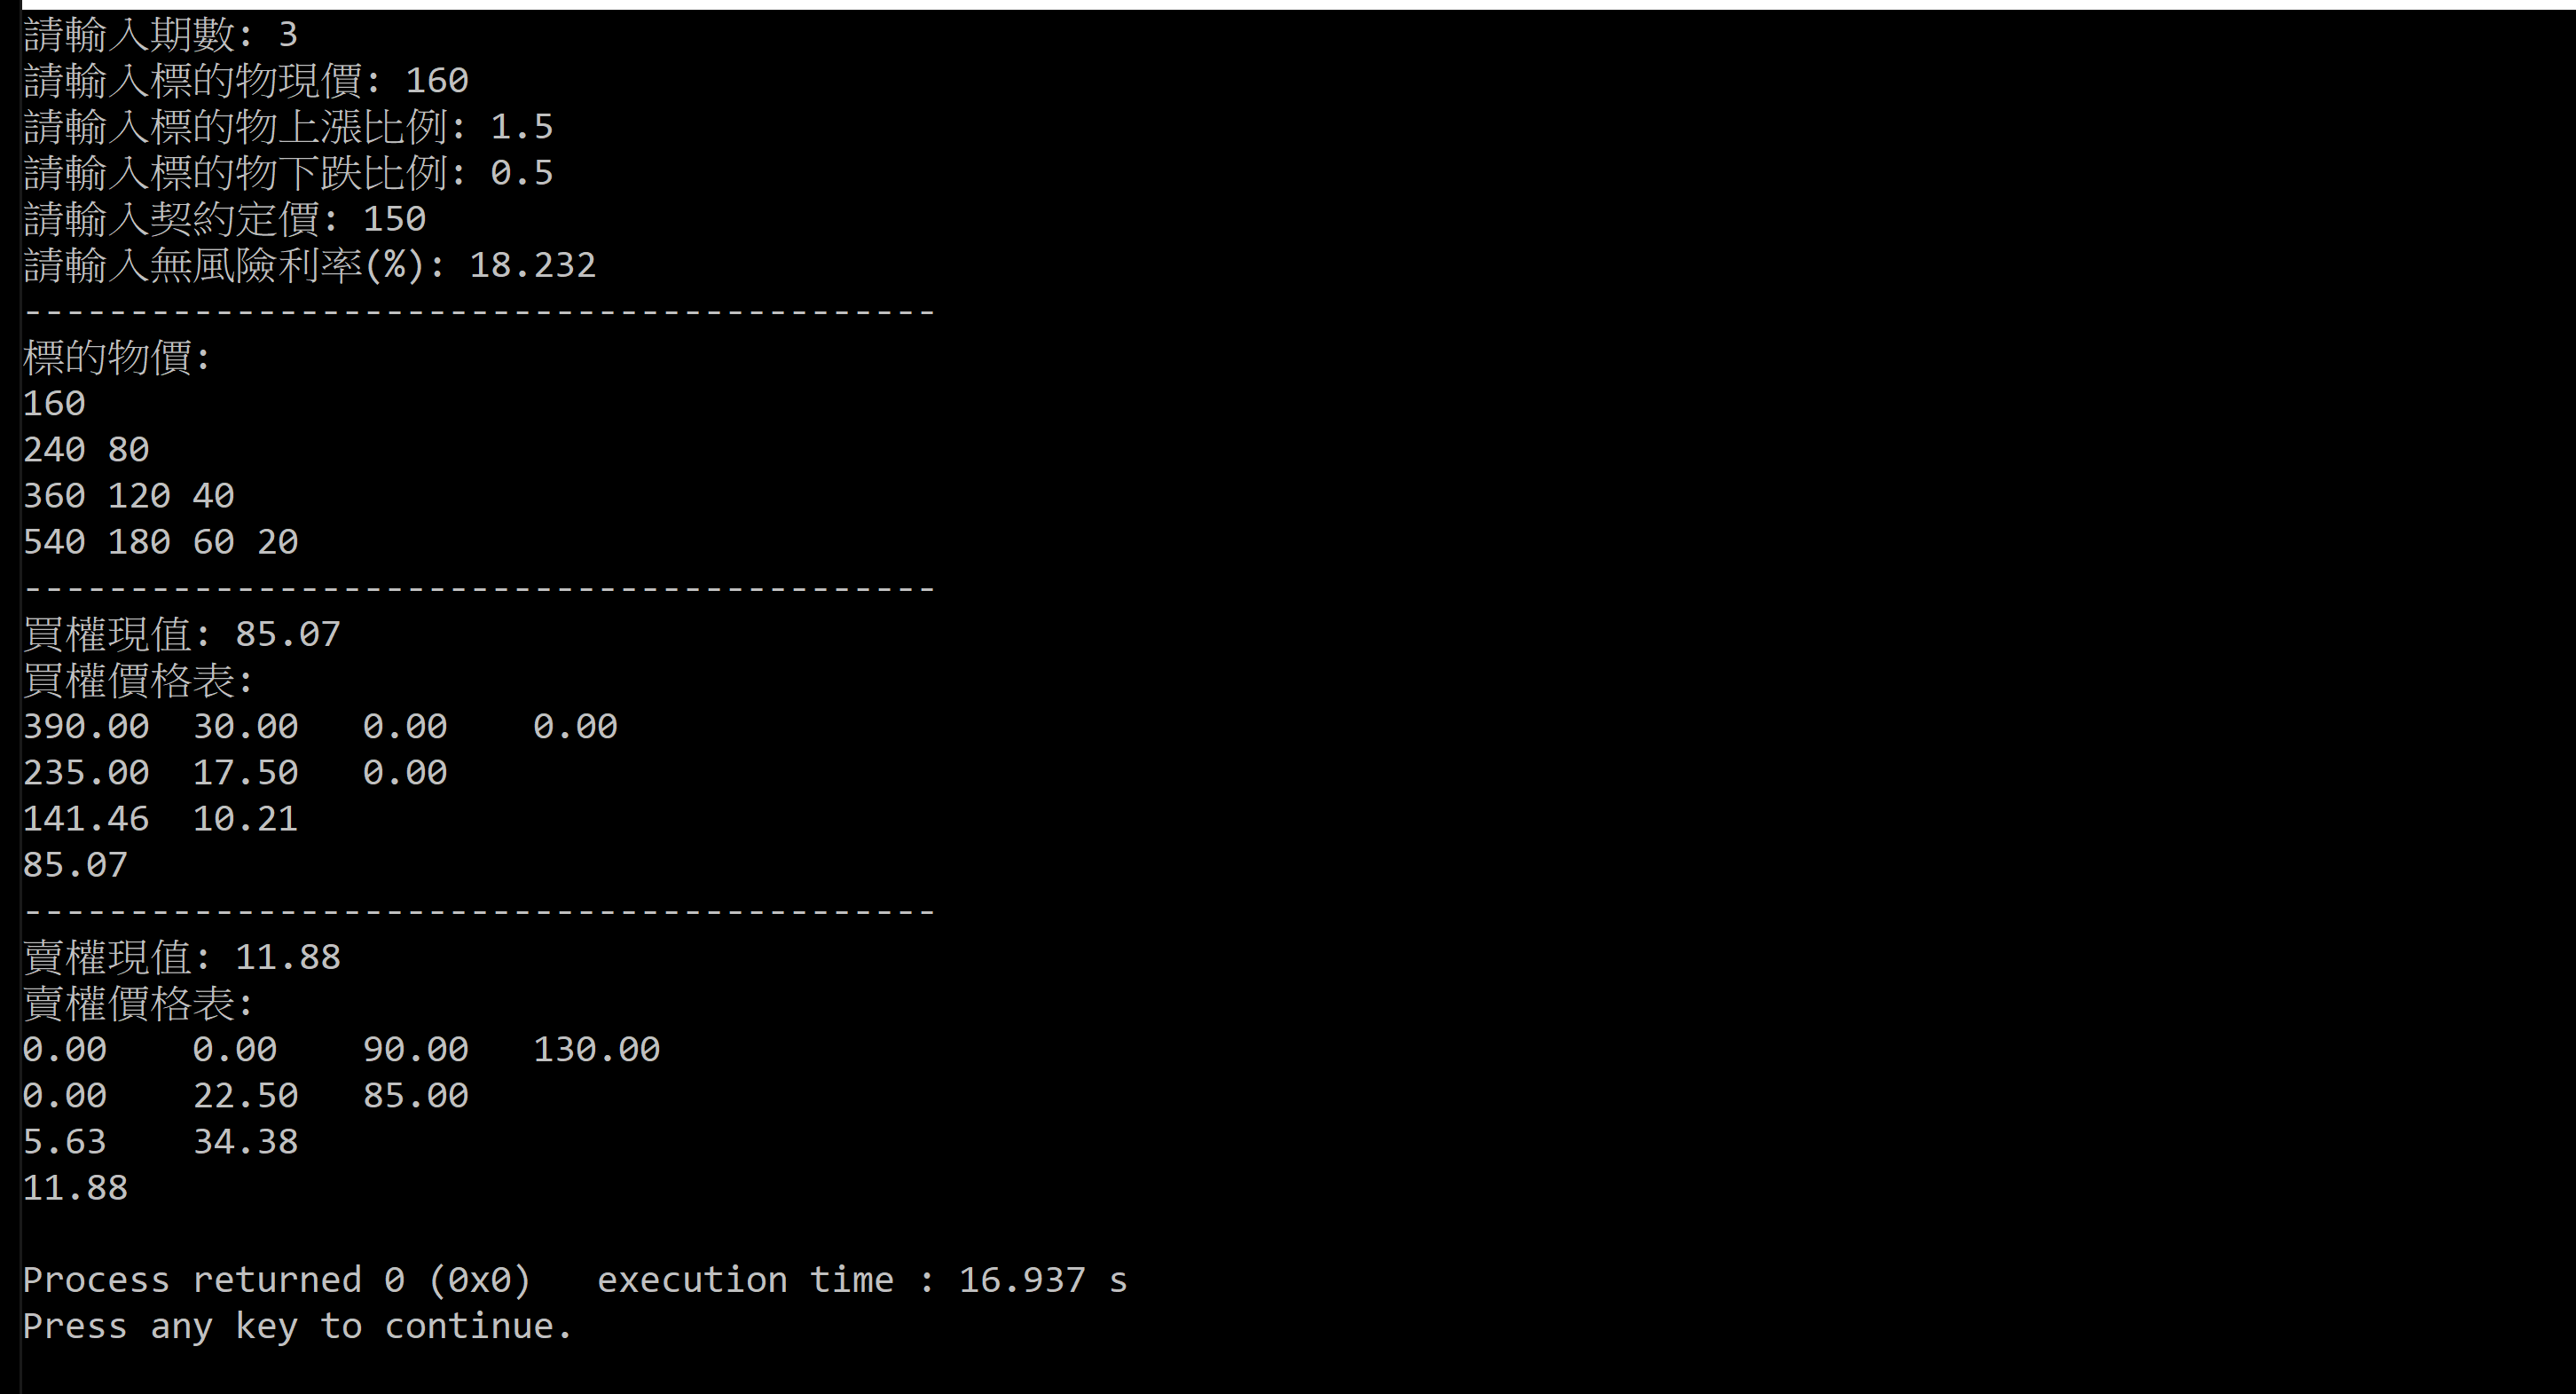 請輸入期數: 3
請輸入標的物現價: 160
請輸入標的物上漲比例: 1.5
請輸入標的物下跌比例: 0.5
請輸入契約定價: 150
請輸入無風險利率(%): 18.232
-------------------------------------------
標的物價:
160
240 80
360 120 40
540 180 60 20
-------------------------------------------
買權現值: 85.07
買權價格表:
390.00  30.00   0.00    0.00
235.00  17.50   0.00
141.46  10.21
85.07
-------------------------------------------
賣權現值: 11.88
賣權價格表:
0.00    0.00    90.00   130.00
0.00    22.50   85.00
5.63    34.38
11.88
Process returned 0 (0x0)   execution time : 16.937 s
Press any key to continue.